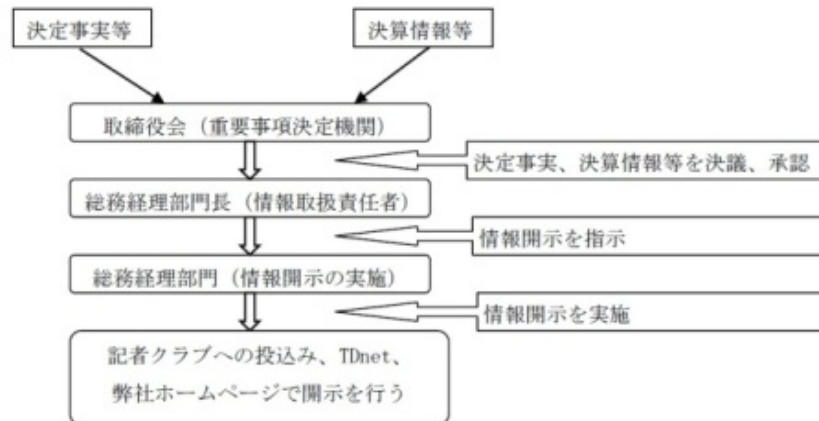 決定事実等
決算情報等
取締役会（重要事項決定機関）
決定事実、決算情報等を決議、承認
総務経理部門長（情報取扱責任者）
情報開示を指示
総務経理部門（情報開示の実施）
情報開示を実施
記者クラブへの投込み、TDnet、
弊社ホームページで開示を行う